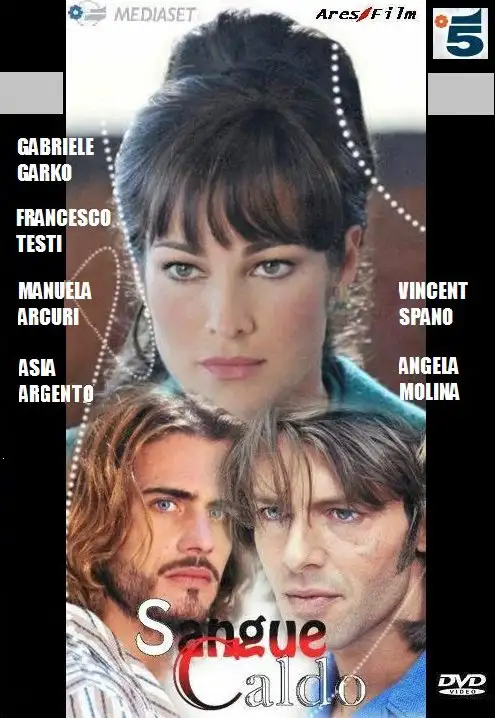 MEDIASET
Ares Film
5
GABRIELE
GARKO
FRANCESCO
TESTI
MANUELA
ARCURI
ASIA
ARGENTO
VINCENT
SPANO
ANGELA
MOLINA
Sangue
Caldo
DVD
VIDEO